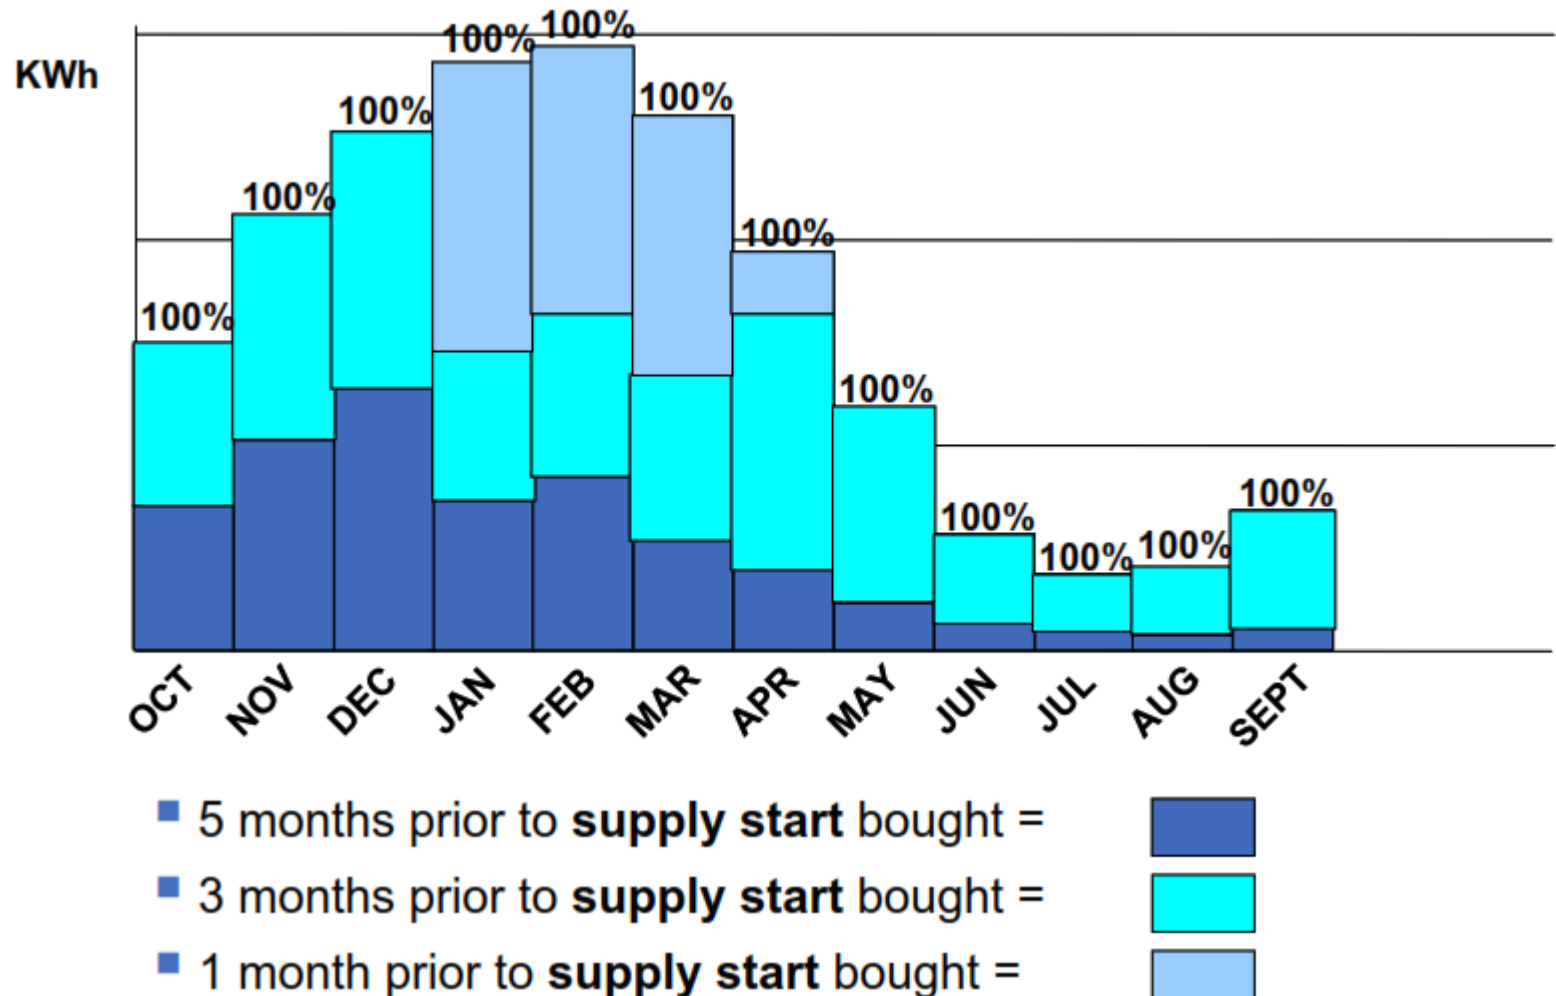 100% 100%
KWh
100%
100%
100%
100%
100%
100%
100%
100%
100% 100%
OCT NOV DEC JAN FEB MAR APR MAY JUN JUL AUG SEPT
5 months prior to supply start bought =
3 months prior to supply start bought =
1 month prior to supply start bought =